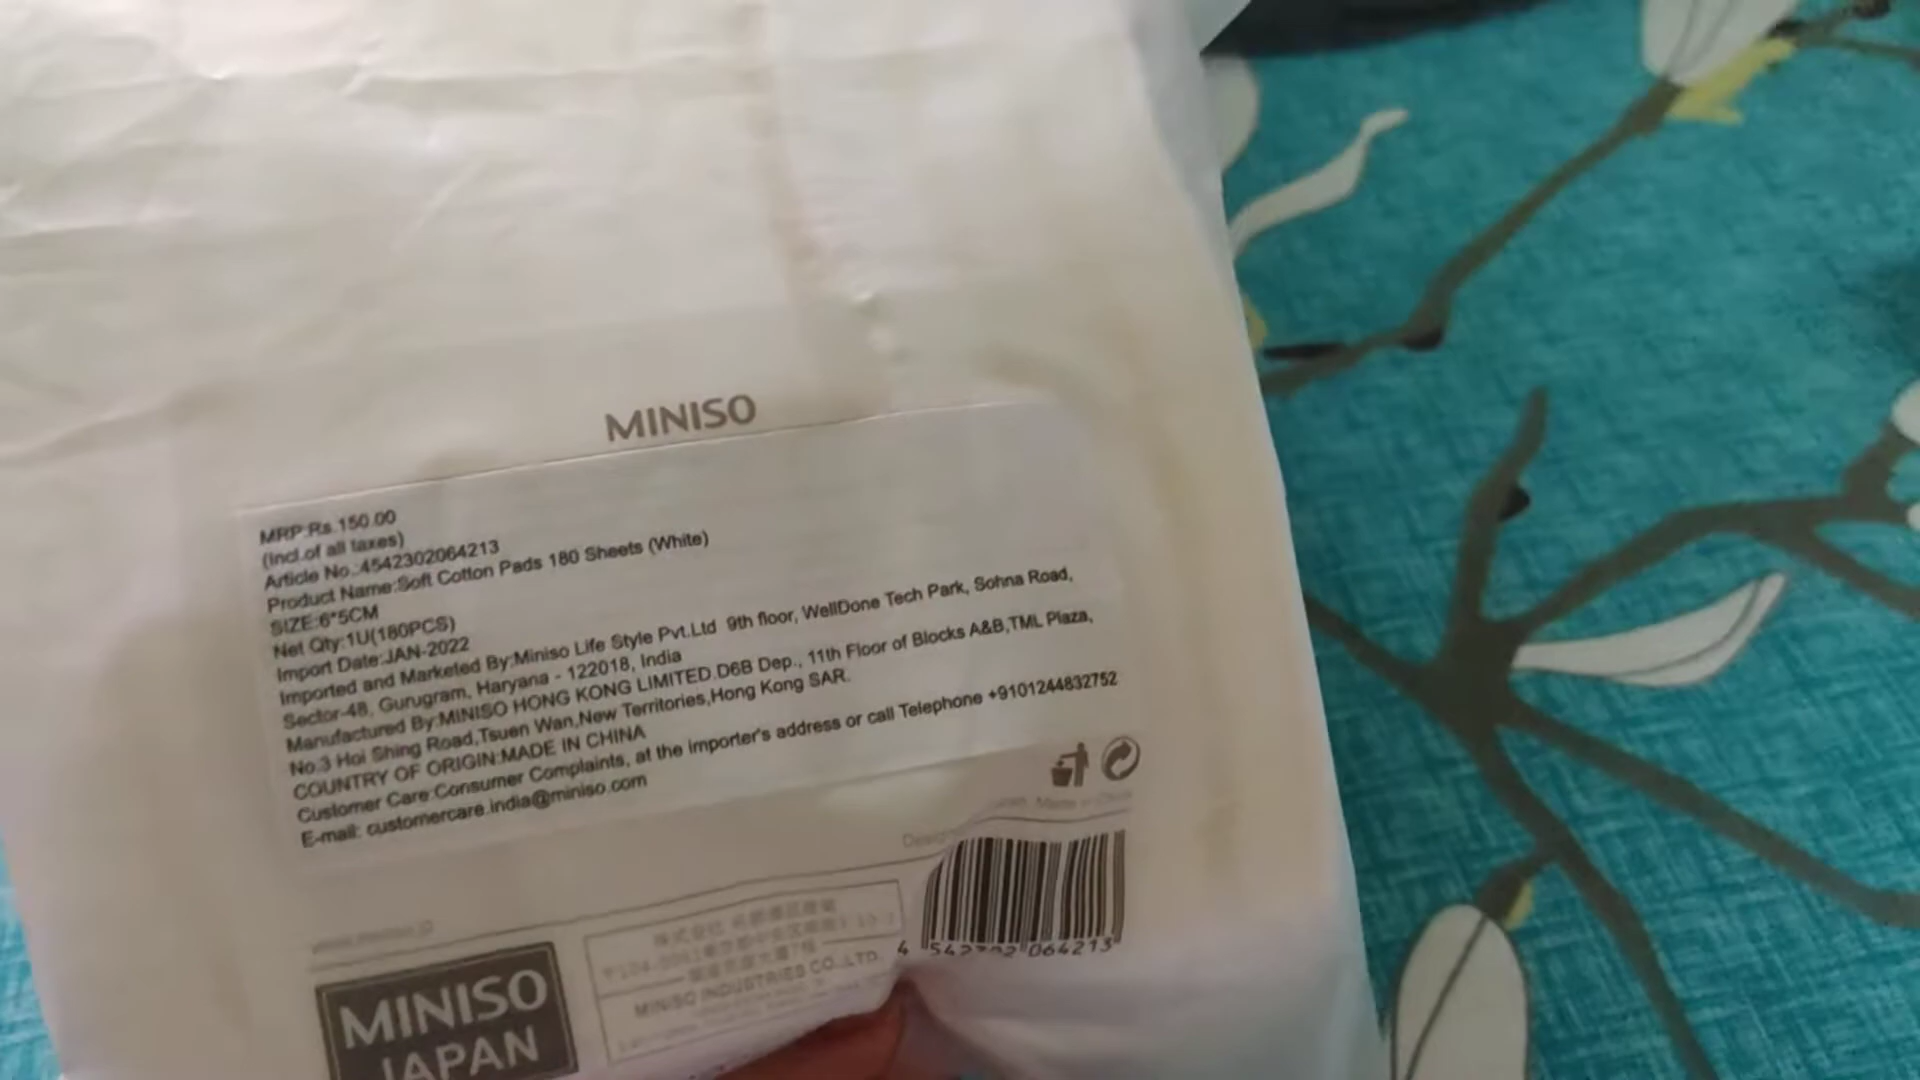 MINISO
MRP:Rs.150.00
(Incl.of all taxes)
Article No.:4542302064213
Product Name:Soft Cotton Pads 180 Sheets (White)
SIZE:6*5CM
Net Qty:1U(180PCS)
Import Date:JAN-2022
Imported and Marketed By:Miniso Life Style Pvt.Ltd 9th floor, WellDone Tech Park, Sohna Road,
Sector-48, Gurugram, Haryana - 122018, India
Manufactured By:MINISO HONG KONG LIMITED.D6B Dep., 11th Floor of Blocks A&B,TML Plaza,
No.3 Hoi Shing Road,Tsuen Wan,New Territories,Hong Kong SAR.
COUNTRY OF ORIGIN:MADE IN CHINA
Customer Care:Consumer Complaints, at the importer's address or call Telephone +9101244832752
E-mail: customercare.india@miniso.com
MINISO INDUSTRIES CO.,LTD.
4 064213
MINISO
JAPAN